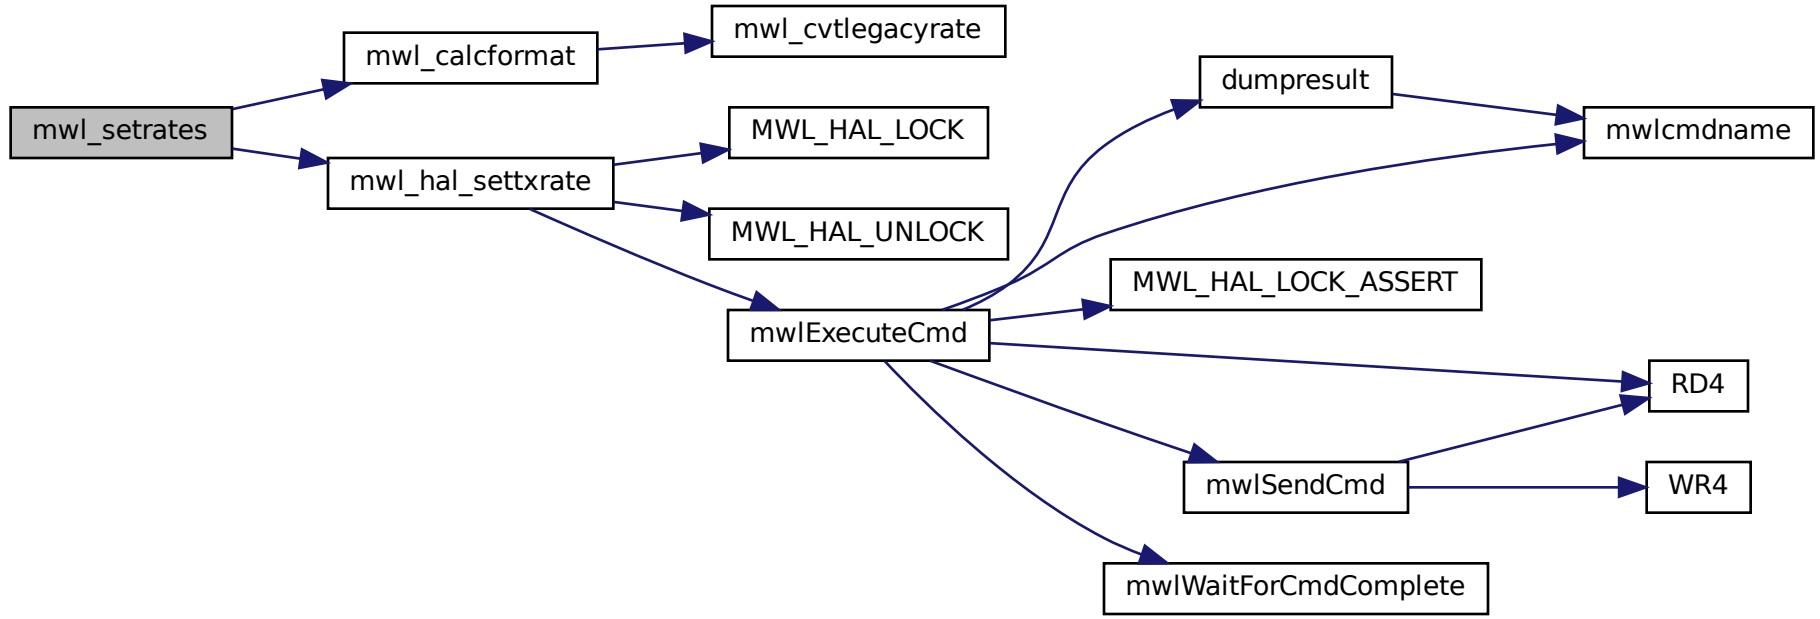 mwl_setrates
mwl_calcformat
mwl_cvtlegacyrate
mwl_hal_settxrate
MWL_HAL_LOCK
MWL_HAL_UNLOCK
mwlExecuteCmd
dumpresult
mwlcmdname
MWL_HAL_LOCK_ASSERT
RD4
mwlSendCmd
WR4
mwlWaitForCmdComplete